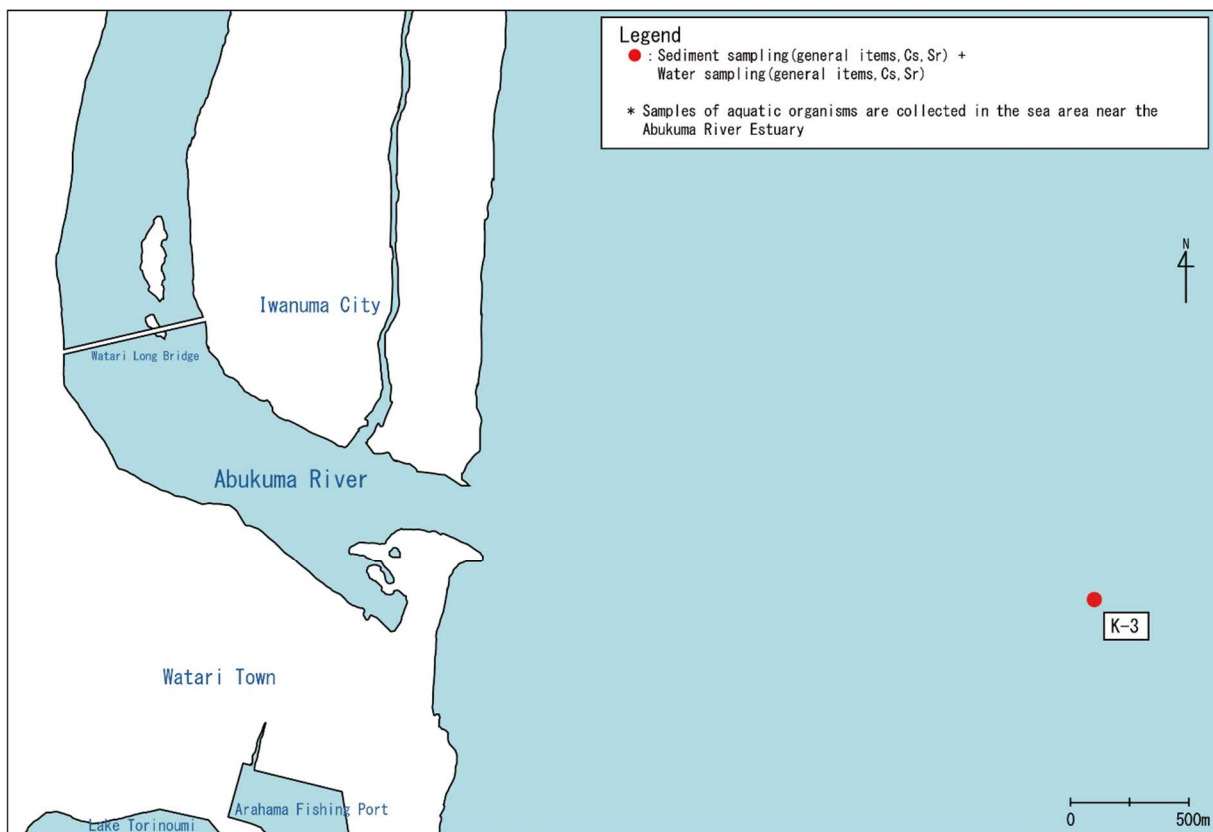 Legend
● : Sediment sampling(general items, Cs, Sr) +
Water sampling(general items, Cs, Sr)
* Samples of aquatic organisms are collected in the sea area near the
Abukuma River Estuary
N
Iwanuma City
Watari Long Bridge
Abukuma River
K-3
Watari Town
Arahama Fishing Port
Lake Torinoumi
0 500m